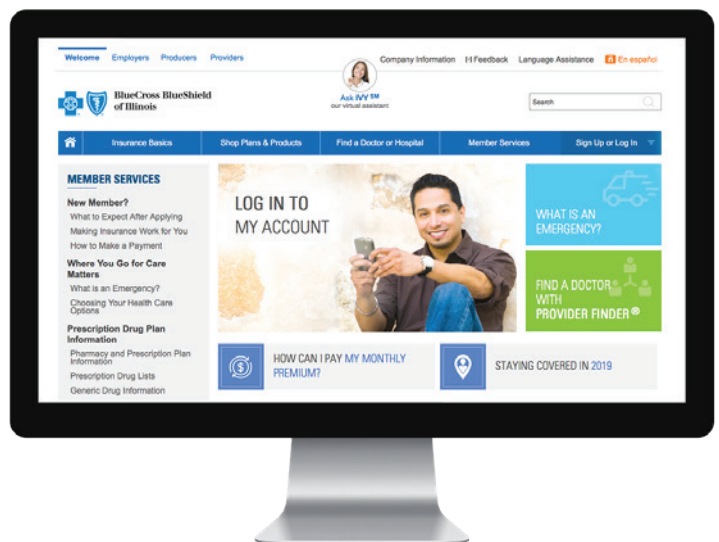 Welcome Employers Producers Providers
Company Information [+] Feedback Language Assistance En español
BlueCross BlueShield
of Illinois
Ask IVY SM
our virtual assistant
Search
Insurance Basics Shop Plans & Products Find a Doctor or Hospital Member Services Sign Up or Log In
MEMBER SERVICES
New Member?
What to Expect After Applying
Making Insurance Work for You
How to Make a Payment
Where You Go for Care
Matters
What is an Emergency?
Choosing Your Health Care
Options
Prescription Drug Plan
Information
Pharmacy and Prescription Plan
Information
Prescription Drug Lists
Generic Drug Information
LOG IN TO
MY ACCOUNT
WHAT IS AN
EMERGENCY?
FIND A DOCTOR
WITH
PROVIDER FINDER®
HOW CAN I PAY MY MONTHLY
PREMIUM?
STAYING COVERED IN 2019